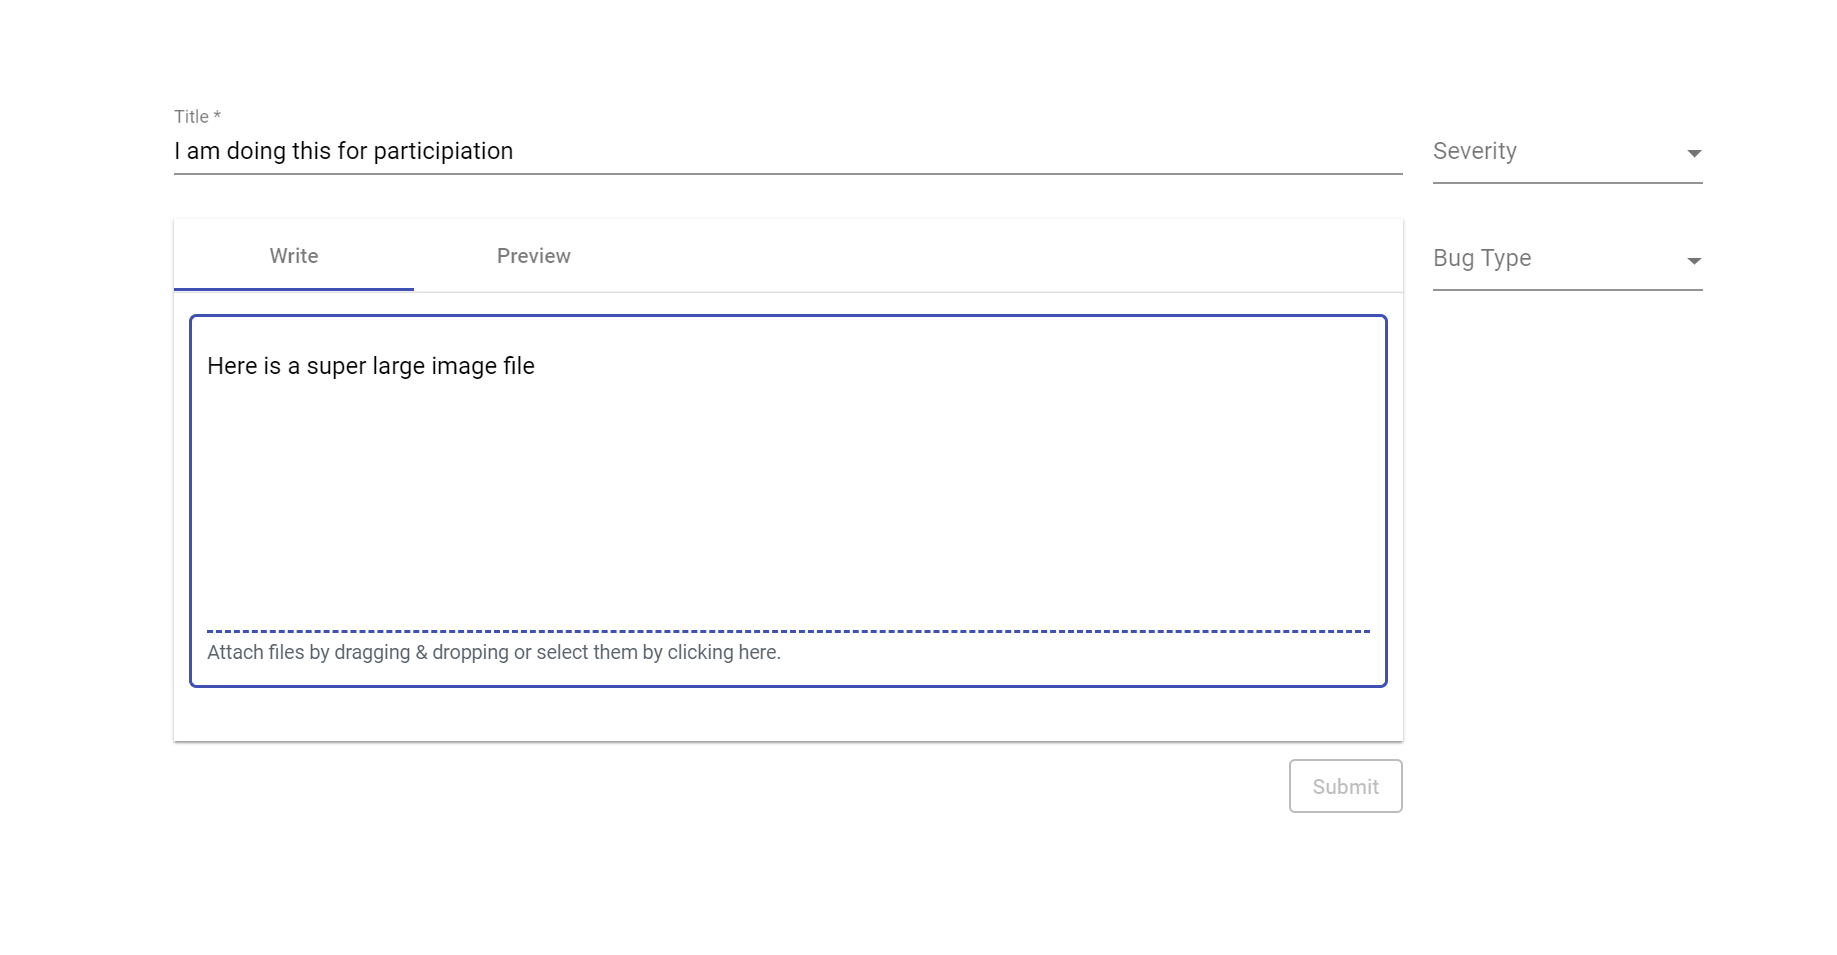 Title *
I am doing this for participiation
Severity
Write
Preview
Bug Type
Here is a super large image file
Attach files by dragging & dropping or select them by clicking here.
Submit